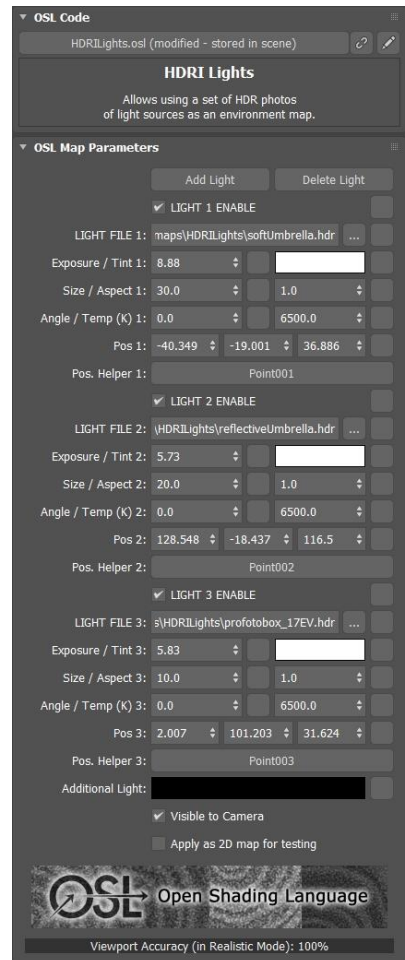 OSL Code
HDRILights.osl (modified - stored in scene)
HDRI Lights
Allows using a set of HDR photos
of light sources as an environment map.
OSL Map Parameters
Add Light Delete Light
LIGHT 1 ENABLE
LIGHT FILE 1: maps\HDRILights\softUmbrella.hdr ...
Exposure / Tint 1: 8.88
Size / Aspect 1: 30.0 1.0
Angle / Temp (K) 1: 0.0 6500.0
Pos 1: -40.349 -19.001 36.886
Pos. Helper 1: Point001
LIGHT 2 ENABLE
LIGHT FILE 2: \HDRILights\reflectiveUmbrella.hdr ...
Exposure / Tint 2: 5.73
Size / Aspect 2: 20.0 1.0
Angle / Temp (K) 2: 0.0 6500.0
Pos 2: 128.548 -18.437 116.5
Pos. Helper 2: Point002
LIGHT 3 ENABLE
LIGHT FILE 3: s\HDRILights\profotobox_17EV.hdr ...
Exposure / Tint 3: 5.83
Size / Aspect 3: 10.0 1.0
Angle / Temp (K) 3: 0.0 6500.0
Pos 3: 2.007 101.203 31.624
Pos. Helper 3: Point003
Additional Light:
Visible to Camera
Apply as 2D map for testing
OSL Open Shading Language
Viewport Accuracy (in Realistic Mode): 100%